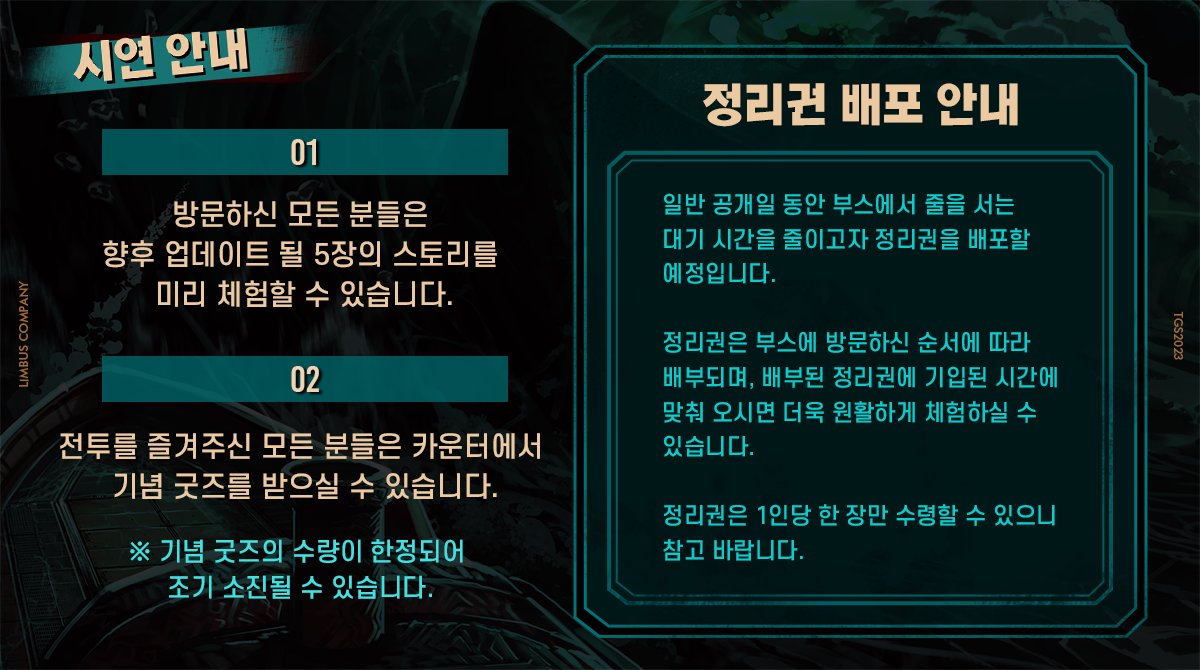 시연 안내
01
방문하신 모든 분들은
향후 업데이트 될 5장의 스토리를
미리 체험할 수 있습니다.
02
전투를 즐겨주신 모든 분들은 카운터에서
기념 굿즈를 받으실 수 있습니다.
※ 기념 굿즈의 수량이 한정되어
조기 소진될 수 있습니다.
LIMBUS COMPANY
정리권 배포 안내
일반 공개일 동안 부스에서 줄을 서는
대기 시간을 줄이고자 정리권을 배포할
예정입니다.
정리권은 부스에 방문하신 순서에 따라
배부되며, 배부된 정리권에 기입된 시간에
맞춰 오시면 더욱 원활하게 체험하실 수
있습니다.
정리권은 1인당 한 장만 수령할 수 있으니
참고 바랍니다.
TGS2023